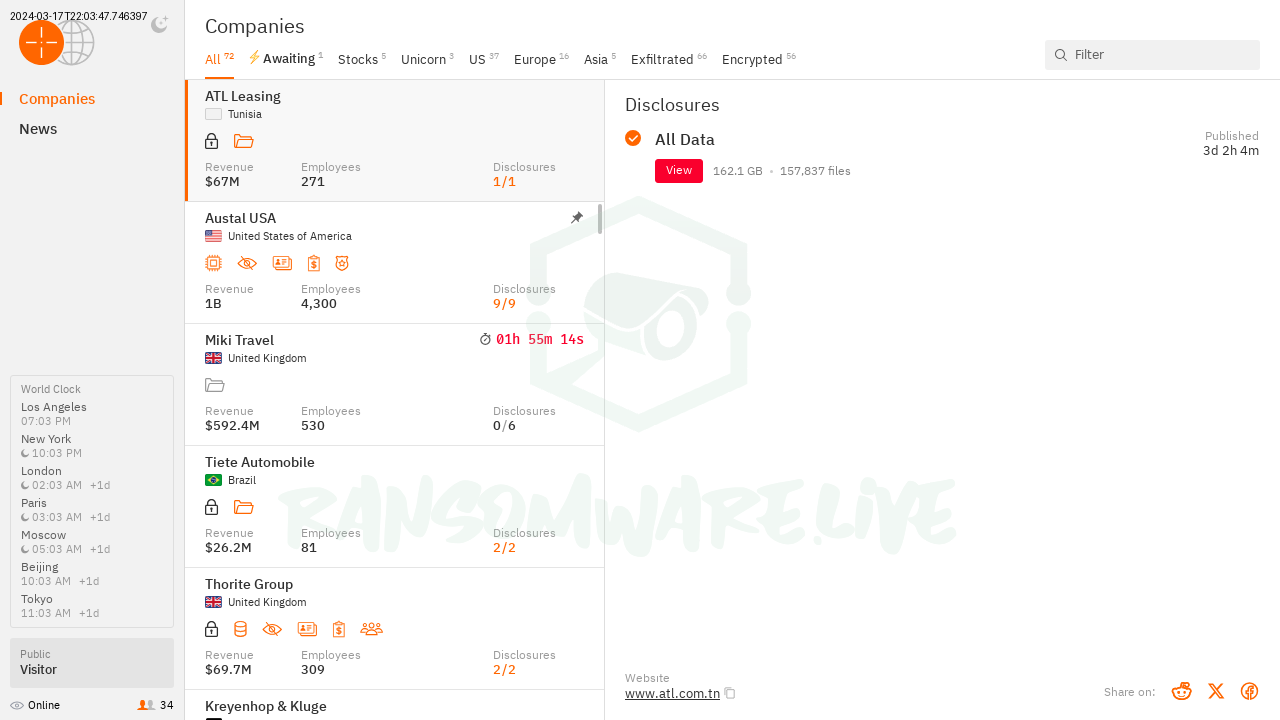 2024-03-17T22:03:47.746397
Companies
News
World Clock
Los Angeles
07:03 PM
New York
10:03 PM
London
02:03 AM +1d
Paris
03:03 AM +1d
Moscow
05:03 AM +1d
Beijing
10:03 AM +1d
Tokyo
11:03 AM +1d
Public
Visitor
Online 34
Companies
All 72 Awaiting 1 Stocks 5 Unicorn 3 US 37 Europe 16 Asia 5 Exfiltrated 66 Encrypted 56
Filter
ATL Leasing
Tunisia
Revenue Employees Disclosures
$67M 271 1/1
Austal USA
United States of America
Revenue Employees Disclosures
1B 4,300 9/9
Miki Travel 01h 55m 14s
United Kingdom
Revenue Employees Disclosures
$592.4M 530 0/6
Tiete Automobile
Brazil
Revenue Employees Disclosures
$26.2M 81 2/2
Thorite Group
United Kingdom
Revenue Employees Disclosures
$69.7M 309 2/2
Kreyenhop & Kluge
Disclosures
All Data
Published
3d 2h 4m
View 162.1 GB • 157,837 files
RANSOMWARE.LIVE
Website
www.atl.com.tn
Share on: